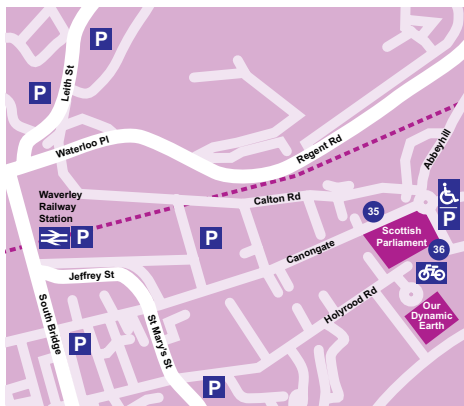 P
P
Leith St
Waterloo Pl
Regent Rd
Abbeyhill
Waverley
Railway
Station
P
Calton Rd
P
35
P
Scottish
Parliament
36
Canongate
Jeffrey St
Holyrood Rd
Our
Dynamic
Earth
South Bridge
St Mary's St
P
P